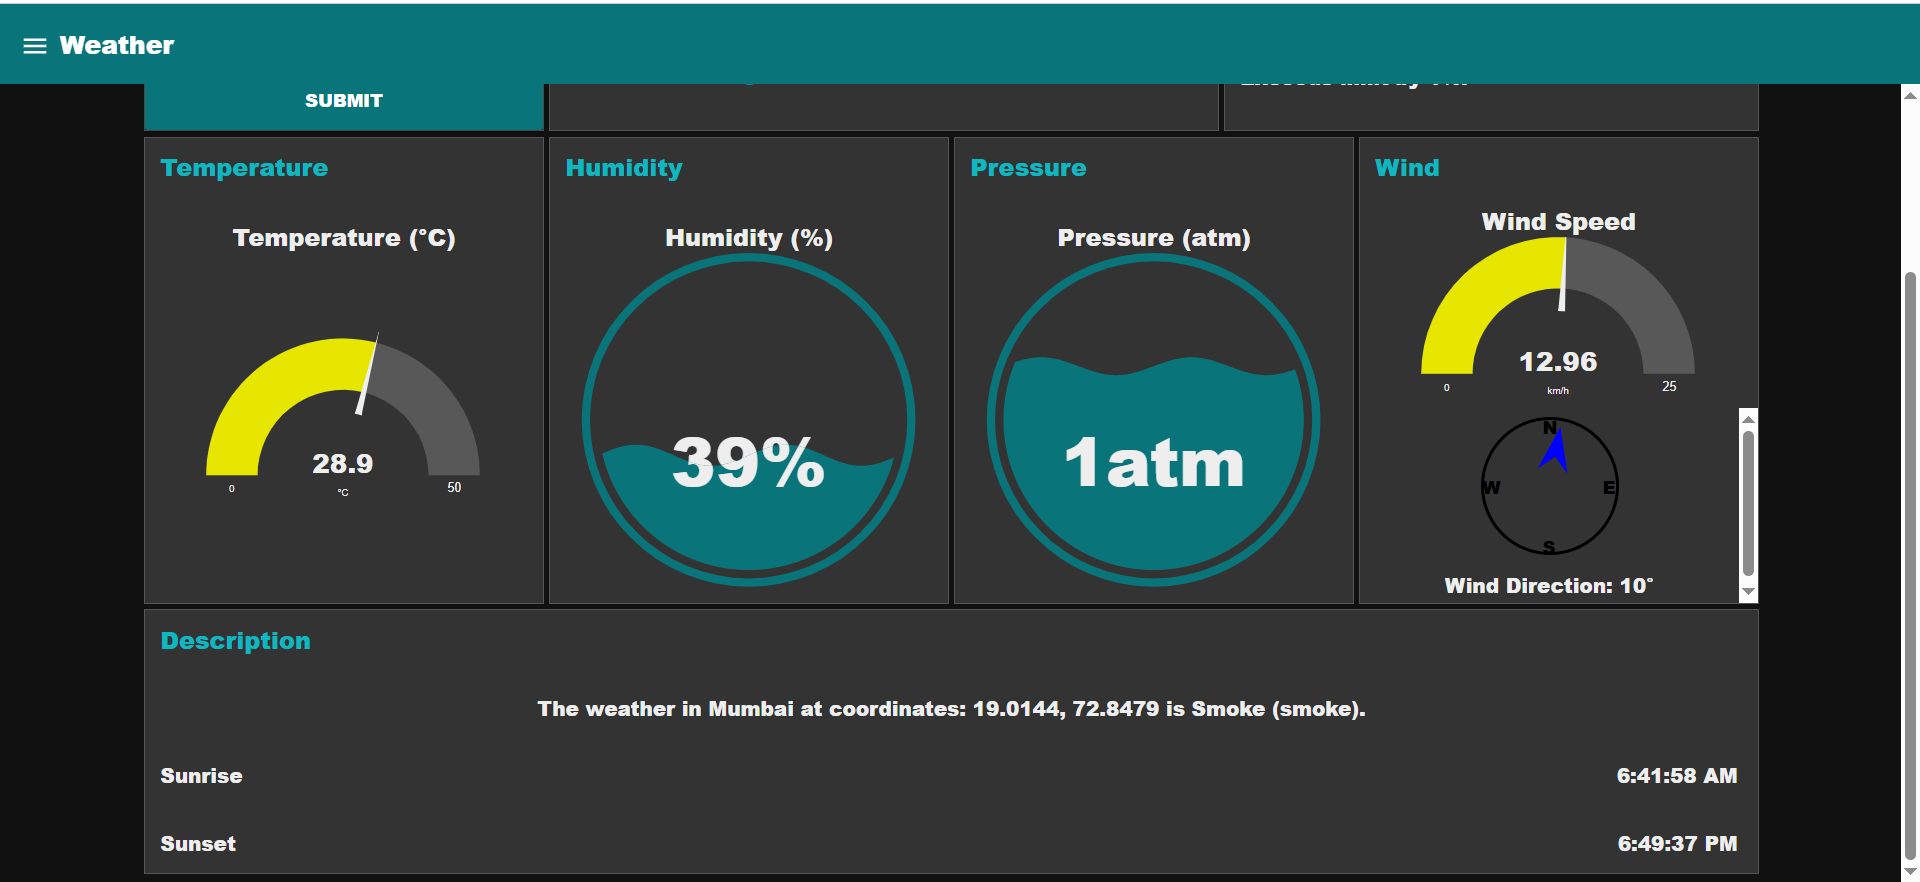 Weather
SUBMIT
Temperature
Temperature (°C)
28.9
0
°C
50
Humidity
Humidity (%)
39%
Pressure
Pressure (atm)
1atm
Wind
Wind Speed
12.96
0
km/h
25
N
W
E
S
Wind Direction: 10°
Description
The weather in Mumbai at coordinates: 19.0144, 72.8479 is Smoke (smoke).
Sunrise
6:41:58 AM
Sunset
6:49:37 PM